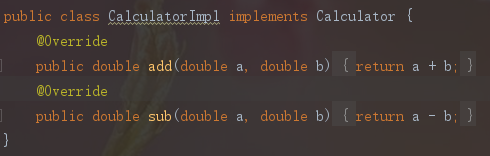 public class CalculatorImpl implements Calculator {
@Override
public double add(double a, double b) { return a + b; }
@Override
public double sub(double a, double b) { return a - b; }
}